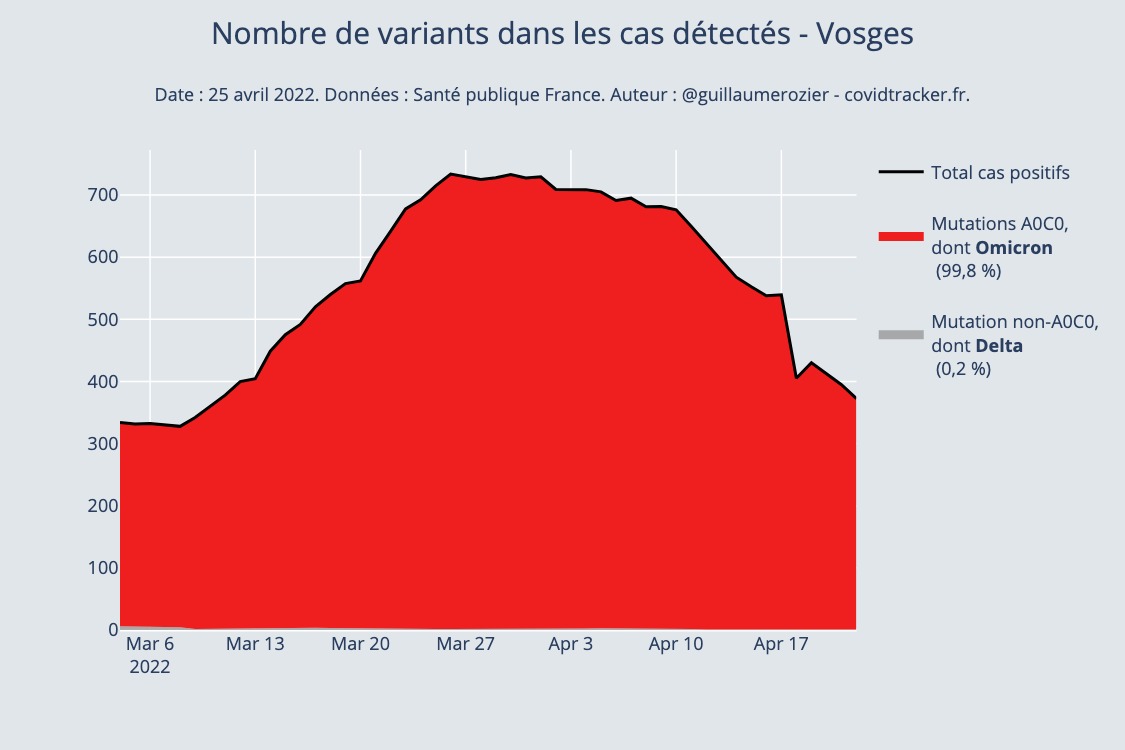 Nombre de variants dans les cas détectés - Vosges
Date : 25 avril 2022. Données : Santé publique France. Auteur : @guillaumerozier - covidtracker.fr.
Total cas positifs
Mutations A0C0,
dont Omicron
(99,8 %)
Mutation non-A0C0,
dont Delta
(0,2 %)
700
600
500
400
300
200
100
0
Mar 6
2022
Mar 13
Mar 20
Mar 27
Apr 3
Apr 10
Apr 17